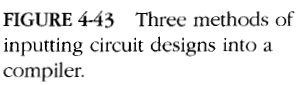 FIGURE 4-43 Three methods of
inputting circuit designs into a
compiler.